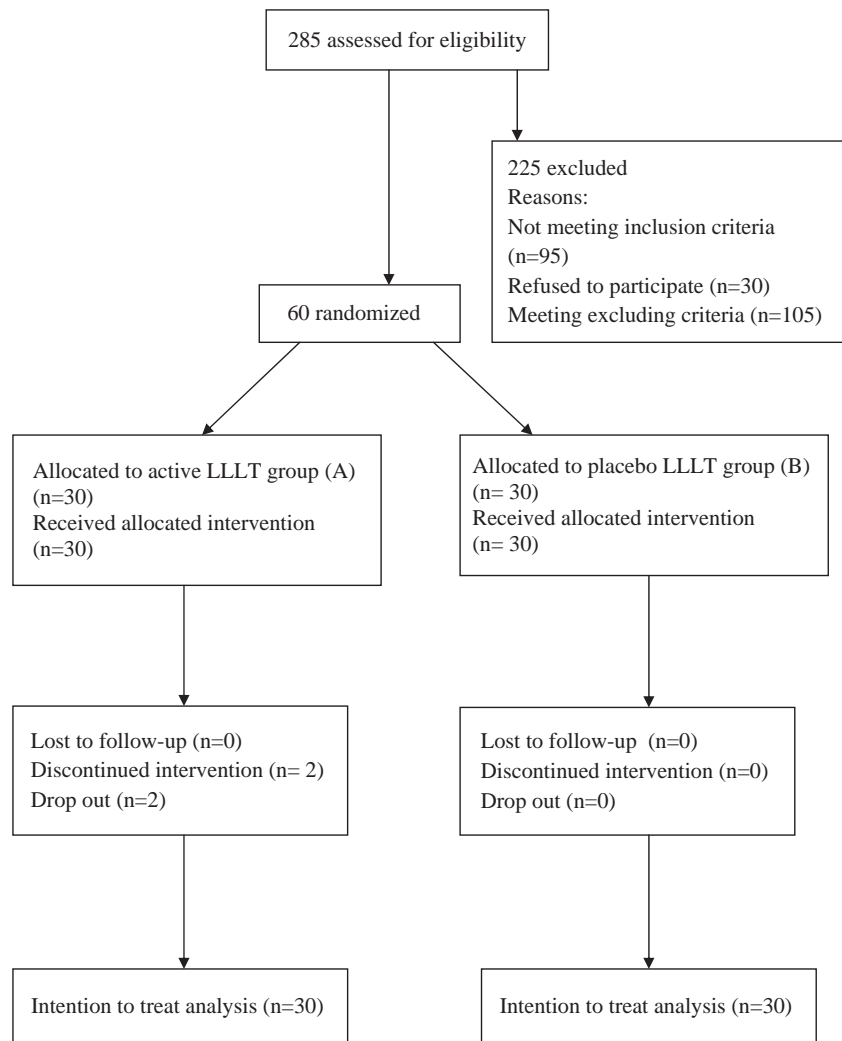 285 assessed for eligibility
225 excluded
Reasons:
Not meeting inclusion criteria
(n=95)
Refused to participate (n=30)
Meeting excluding criteria (n=105)
60 randomized
Allocated to active LLLT group (A)
(n=30)
Received allocated intervention
(n=30)
Allocated to placebo LLLT group (B)
(n= 30)
Received allocated intervention
(n= 30)
Lost to follow-up (n=0)
Discontinued intervention (n= 2)
Drop out (n=2)
Lost to follow-up (n=0)
Discontinued intervention (n=0)
Drop out (n=0)
Intention to treat analysis (n=30)
Intention to treat analysis (n=30)